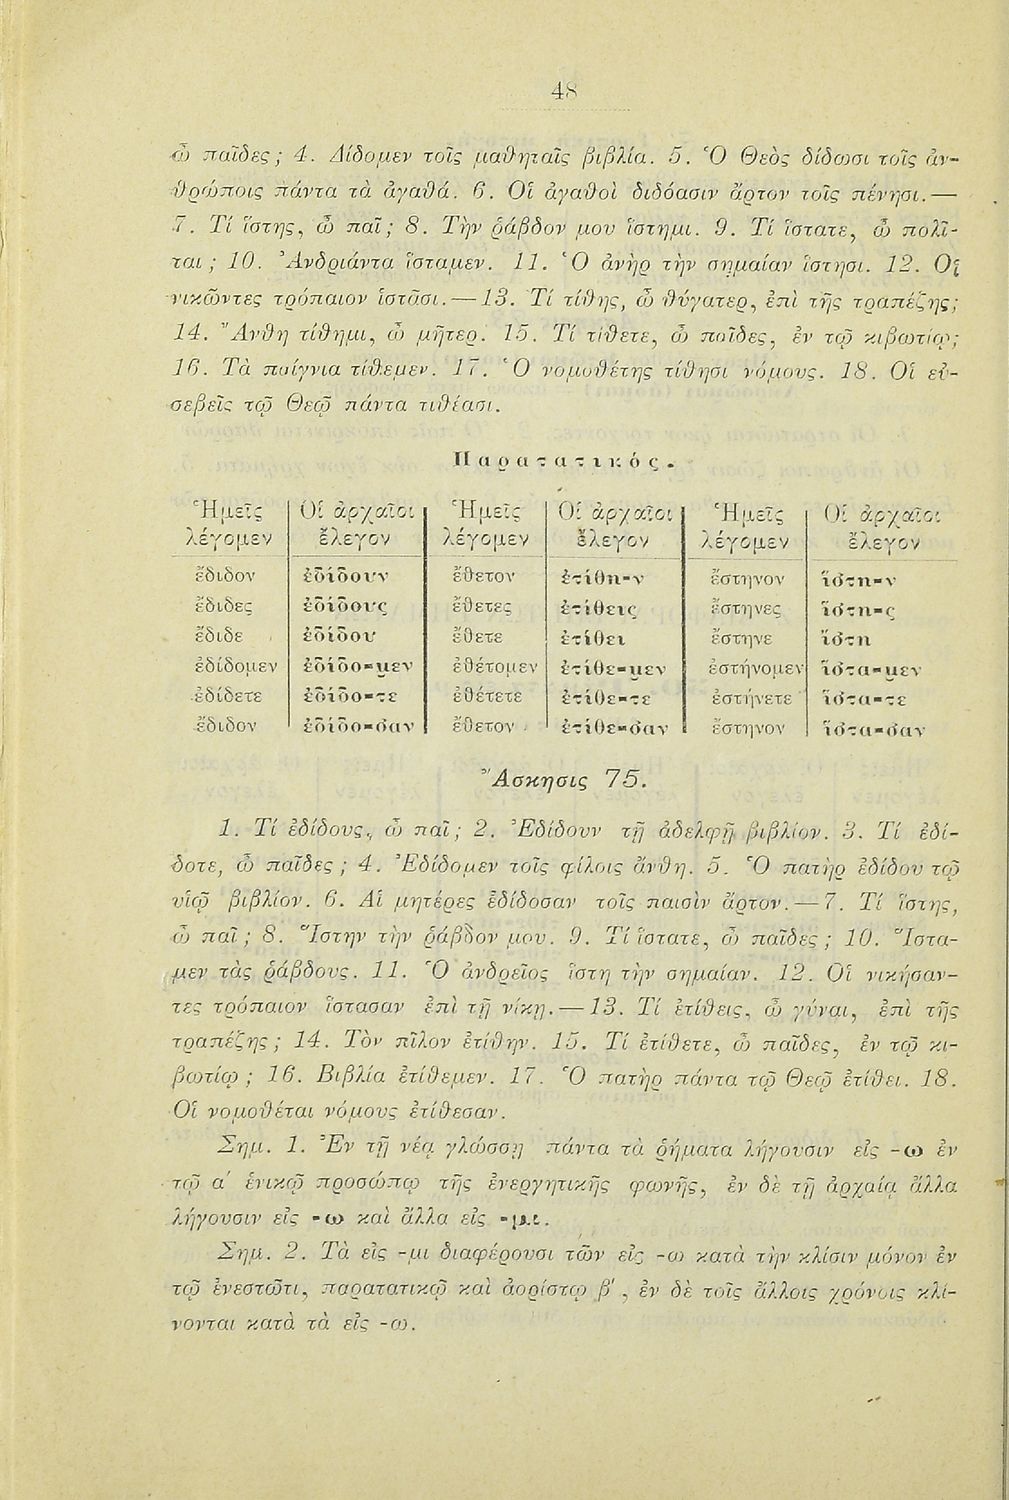 48
ὦ παῖδες; 4. Δίδομεν τοῖς μαθηταῖς βιβλία. 5. Ὁ Θεὸς δίδωσι τοῖς ἀν-
θρώποις πάντα τὰ ἀγαθά. 6. Οἱ ἀγαθοὶ διδόασιν ἄρτον τοῖς πένησι.—
7. Τί ἵστης, ὦ παῖ; 8. Τὴν ῥάβδον μου ἵστημι. 9. Τί ἵστατε, ὦ πολῖ-
ται; 10. Ἀνδριάντα ἵσταμεν. 11. Ὁ ἀνὴρ τὴν σημαίαν ἵστησι. 12. Οἱ
νικῶντες τρόπαιον ἱστᾶσι.—13. Τί τίθης, ὦ θύγατερ, ἐπὶ τῆς τραπέζης;
14. Ἄνθη τίθημι, ὦ μῆτερ. 15. Τί τίθετε, ὦ παῖδες, ἐν τῷ κιβωτίῳ;
16. Τὰ παίγνια τίθεμεν. 17. Ὁ νομοθέτης τίθησι νόμους. 18. Οἱ εὐ-
σεβεῖς τῷ Θεῷ πάντα τιθέασι.
Παρατατικός.
Ἡμεῖς Οἱ ἀρχαῖοι Ἡμεῖς Οἱ ἀρχαῖοι Ἡμεῖς Οἱ ἀρχαῖοι
λέγομεν ἔλεγον λέγομεν ἔλεγον λέγομεν ἔλεγον
ἔδιδον ἐδίδουν ἔθετον ἐτίθη-ν ἔστηνον ἵστη-ν
ἔδιδες ἐδίδους ἔθετες ἐτίθεις ἔστηνες ἵστη-ς
ἔδιδε ἐδίδου ἔθετε ἐτίθει ἔστηνε ἵστη
ἐδίδομεν ἐδίδο-μεν ἐθέτομεν ἐτίθε-μεν ἐστήνομεν ἵστα-μεν
ἐδίδετε ἐδίδο-τε ἐθέτετε ἐτίθε-τε ἐστήνετε ἵστα-τε
ἔδιδον ἐδίδο-σαν ἔθετον ἐτίθε-σαν ἔστηνον ἵστα-σαν
Ἄσκησις 75.
1. Τί ἐδίδους, ὦ παῖ; 2. Ἐδίδουν τῇ ἀδελφῇ βιβλίον. 3. Τί ἐδί-
δοτε, ὦ παῖδες; 4. Ἐδίδομεν τοῖς φίλοις ἄνθη. 5. Ὁ πατὴρ ἐδίδου τῷ
υἱῷ βιβλίον. 6. Αἱ μητέρες ἐδίδοσαν τοῖς παισὶν ἄρτον.—7. Τί ἵστης,
ὦ παῖ; 8. Ἵστην τὴν ῥάβδον μου. 9. Τί ἵστατε, ὦ παῖδες; 10. Ἵστα-
μεν τὰς ῥάβδους. 11. Ὁ ἀνδρεῖος ἵστη τὴν σημαίαν. 12. Οἱ νικήσαν-
τες τρόπαιον ἵστασαν ἐπὶ τῇ νίκῃ.—13. Τί ἐτίθεις, ὦ γύναι, ἐπὶ τῆς
τραπέζης; 14. Τὸν πῖλον ἐτίθην. 15. Τί ἐτίθετε, ὦ παῖδες, ἐν τῷ κι-
βωτίῳ; 16. Βιβλία ἐτίθεμεν. 17. Ὁ πατὴρ πάντα τῷ Θεῷ ἐτίθει. 18.
Οἱ νομοθέται νόμους ἐτίθεσαν.
Σημ. 1. Ἐν τῇ νέᾳ γλώσσῃ πάντα τὰ ῥήματα λήγουσιν εἰς -ω ἐν
τῷ α΄ ἑνικῷ προσώπῳ τῆς ἐνεργητικῆς φωνῆς, ἐν δὲ τῇ ἀρχαίᾳ ἄλλα
λήγουσιν εἰς -ω καὶ ἄλλα εἰς -μι.
Σημ. 2. Τὰ εἰς -μι διαφέρουσι τῶν εἰς -ω κατὰ τὴν κλίσιν μόνον ἐν
τῷ ἐνεστῶτι, παρατατικῷ καὶ ἀορίστῳ β΄, ἐν δὲ τοῖς ἄλλοις χρόνοις κλί-
νονται κατὰ τὰ εἰς -ω.